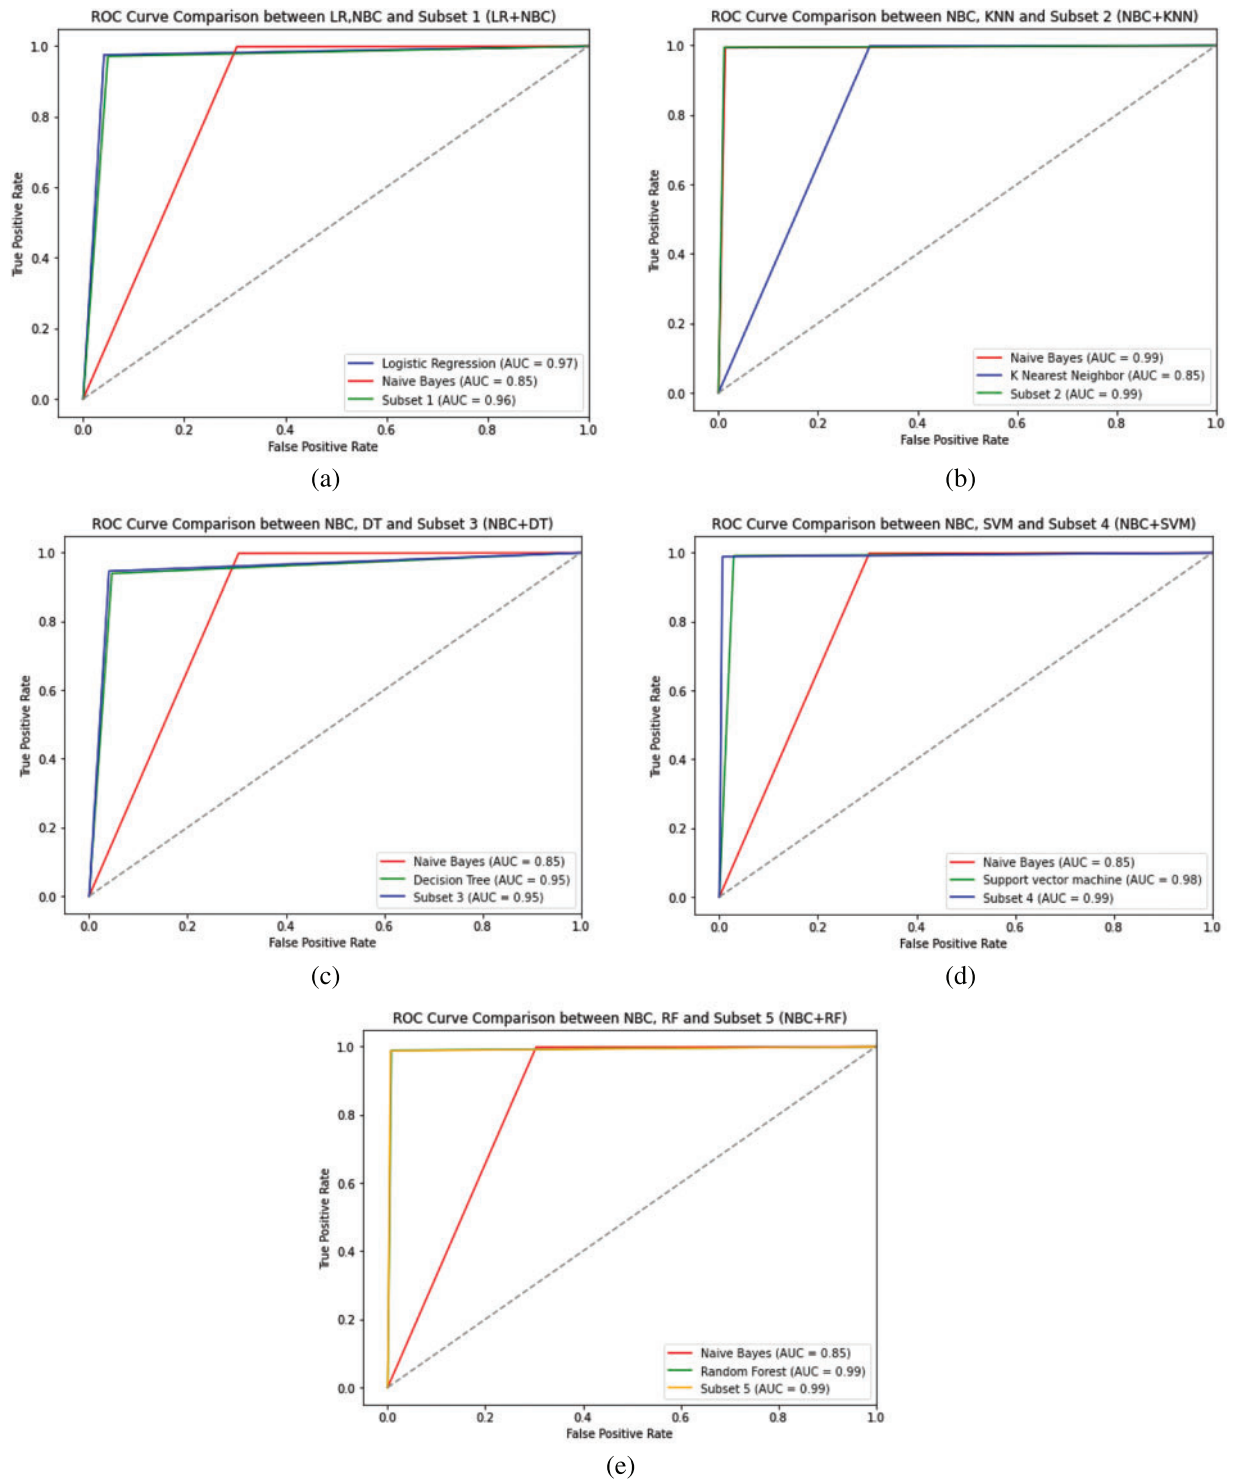 ROC Curve Comparison between LR,NBC and Subset 1 (LR+NBC)
1.0
0.8
0.6
0.4
0.2
0.0
True Positive Rate
Logistic Regression (AUC = 0.97)
Naive Bayes (AUC = 0.85)
Subset 1 (AUC = 0.96)
0.0 0.2 0.4 0.6 0.8 1.0
False Positive Rate
(a)
ROC Curve Comparison between NBC, KNN and Subset 2 (NBC+KNN)
1.0
0.8
0.6
0.4
0.2
0.0
True Positive Rate
Naive Bayes (AUC = 0.99)
K Nearest Neighbor (AUC = 0.85)
Subset 2 (AUC = 0.99)
0.0 0.2 0.4 0.6 0.8 1.0
False Positive Rate
(b)
ROC Curve Comparison between NBC, DT and Subset 3 (NBC+DT)
1.0
0.8
0.6
0.4
0.2
0.0
True Positive Rate
Naive Bayes (AUC = 0.85)
Decision Tree (AUC = 0.95)
Subset 3 (AUC = 0.95)
0.0 0.2 0.4 0.6 0.8 1.0
False Positive Rate
(c)
ROC Curve Comparison between NBC, SVM and Subset 4 (NBC+SVM)
1.0
0.8
0.6
0.4
0.2
0.0
True Positive Rate
Naive Bayes (AUC = 0.85)
Support vector machine (AUC = 0.98)
Subset 4 (AUC = 0.99)
0.0 0.2 0.4 0.6 0.8 1.0
False Positive Rate
(d)
ROC Curve Comparison between NBC, RF and Subset 5 (NBC+RF)
1.0
0.8
0.6
0.4
0.2
0.0
True Positive Rate
Naive Bayes (AUC = 0.85)
Random Forest (AUC = 0.99)
Subset 5 (AUC = 0.99)
0.0 0.2 0.4 0.6 0.8 1.0
False Positive Rate
(e)